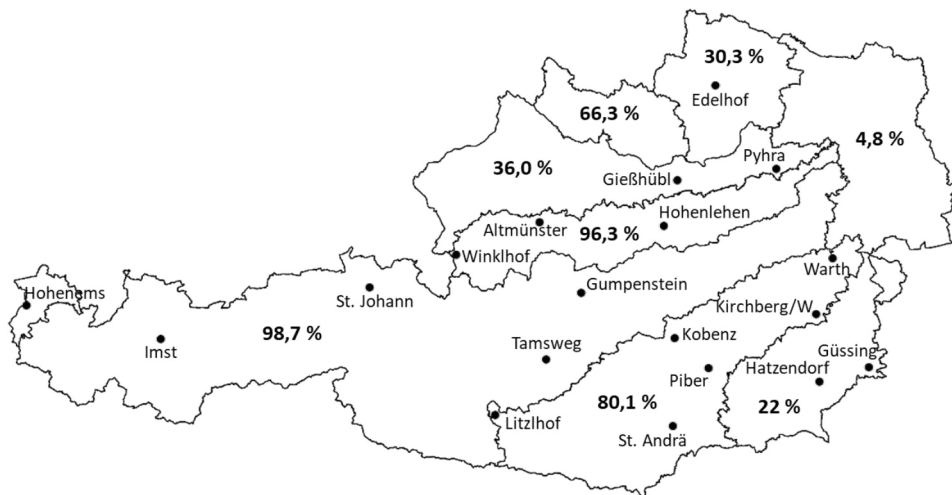 30,3 %
Edelhof
66,3 %
4,8 %
Pyhra
36,0 %
Gießhübl
Altmünster
Hohenlehen
96,3 %
Winklhof
Warth
St. Johann
Gumpenstein
Hohenems
Kirchberg/W
98,7 %
Kobenz
Imst
Tamsweg
Güssing
Hatzendorf
Piber
80,1 %
22 %
Litzlhof
St. Andrä